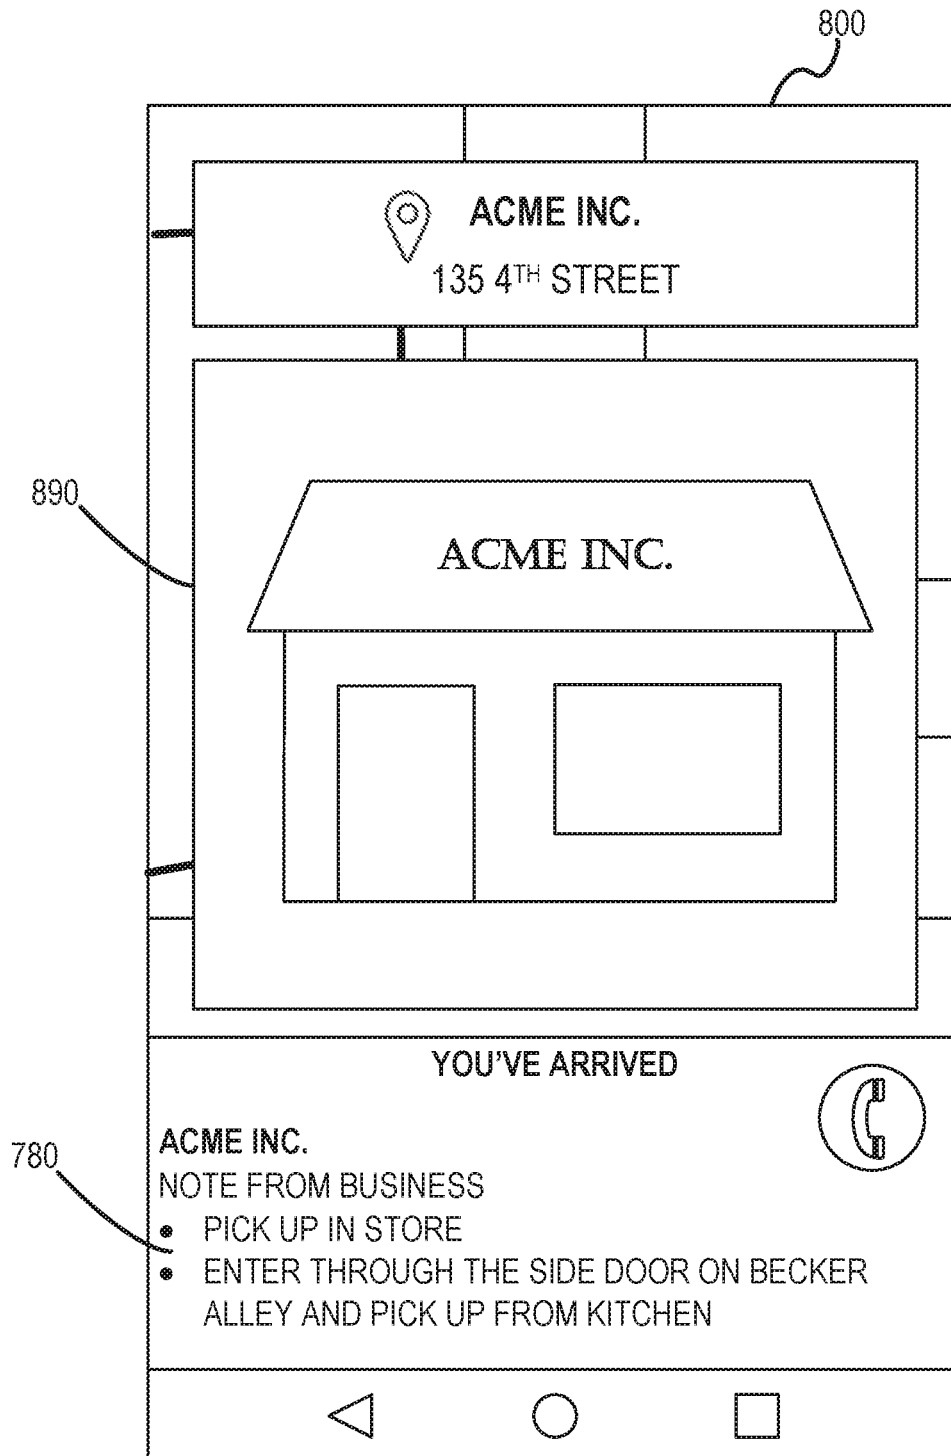 800
ACME INC.
135 4TH STREET
890
ACME INC.
YOU'VE ARRIVED
ACME INC.
780
NOTE FROM BUSINESS
• PICK UP IN STORE
• ENTER THROUGH THE SIDE DOOR ON BECKER
ALLEY AND PICK UP FROM KITCHEN